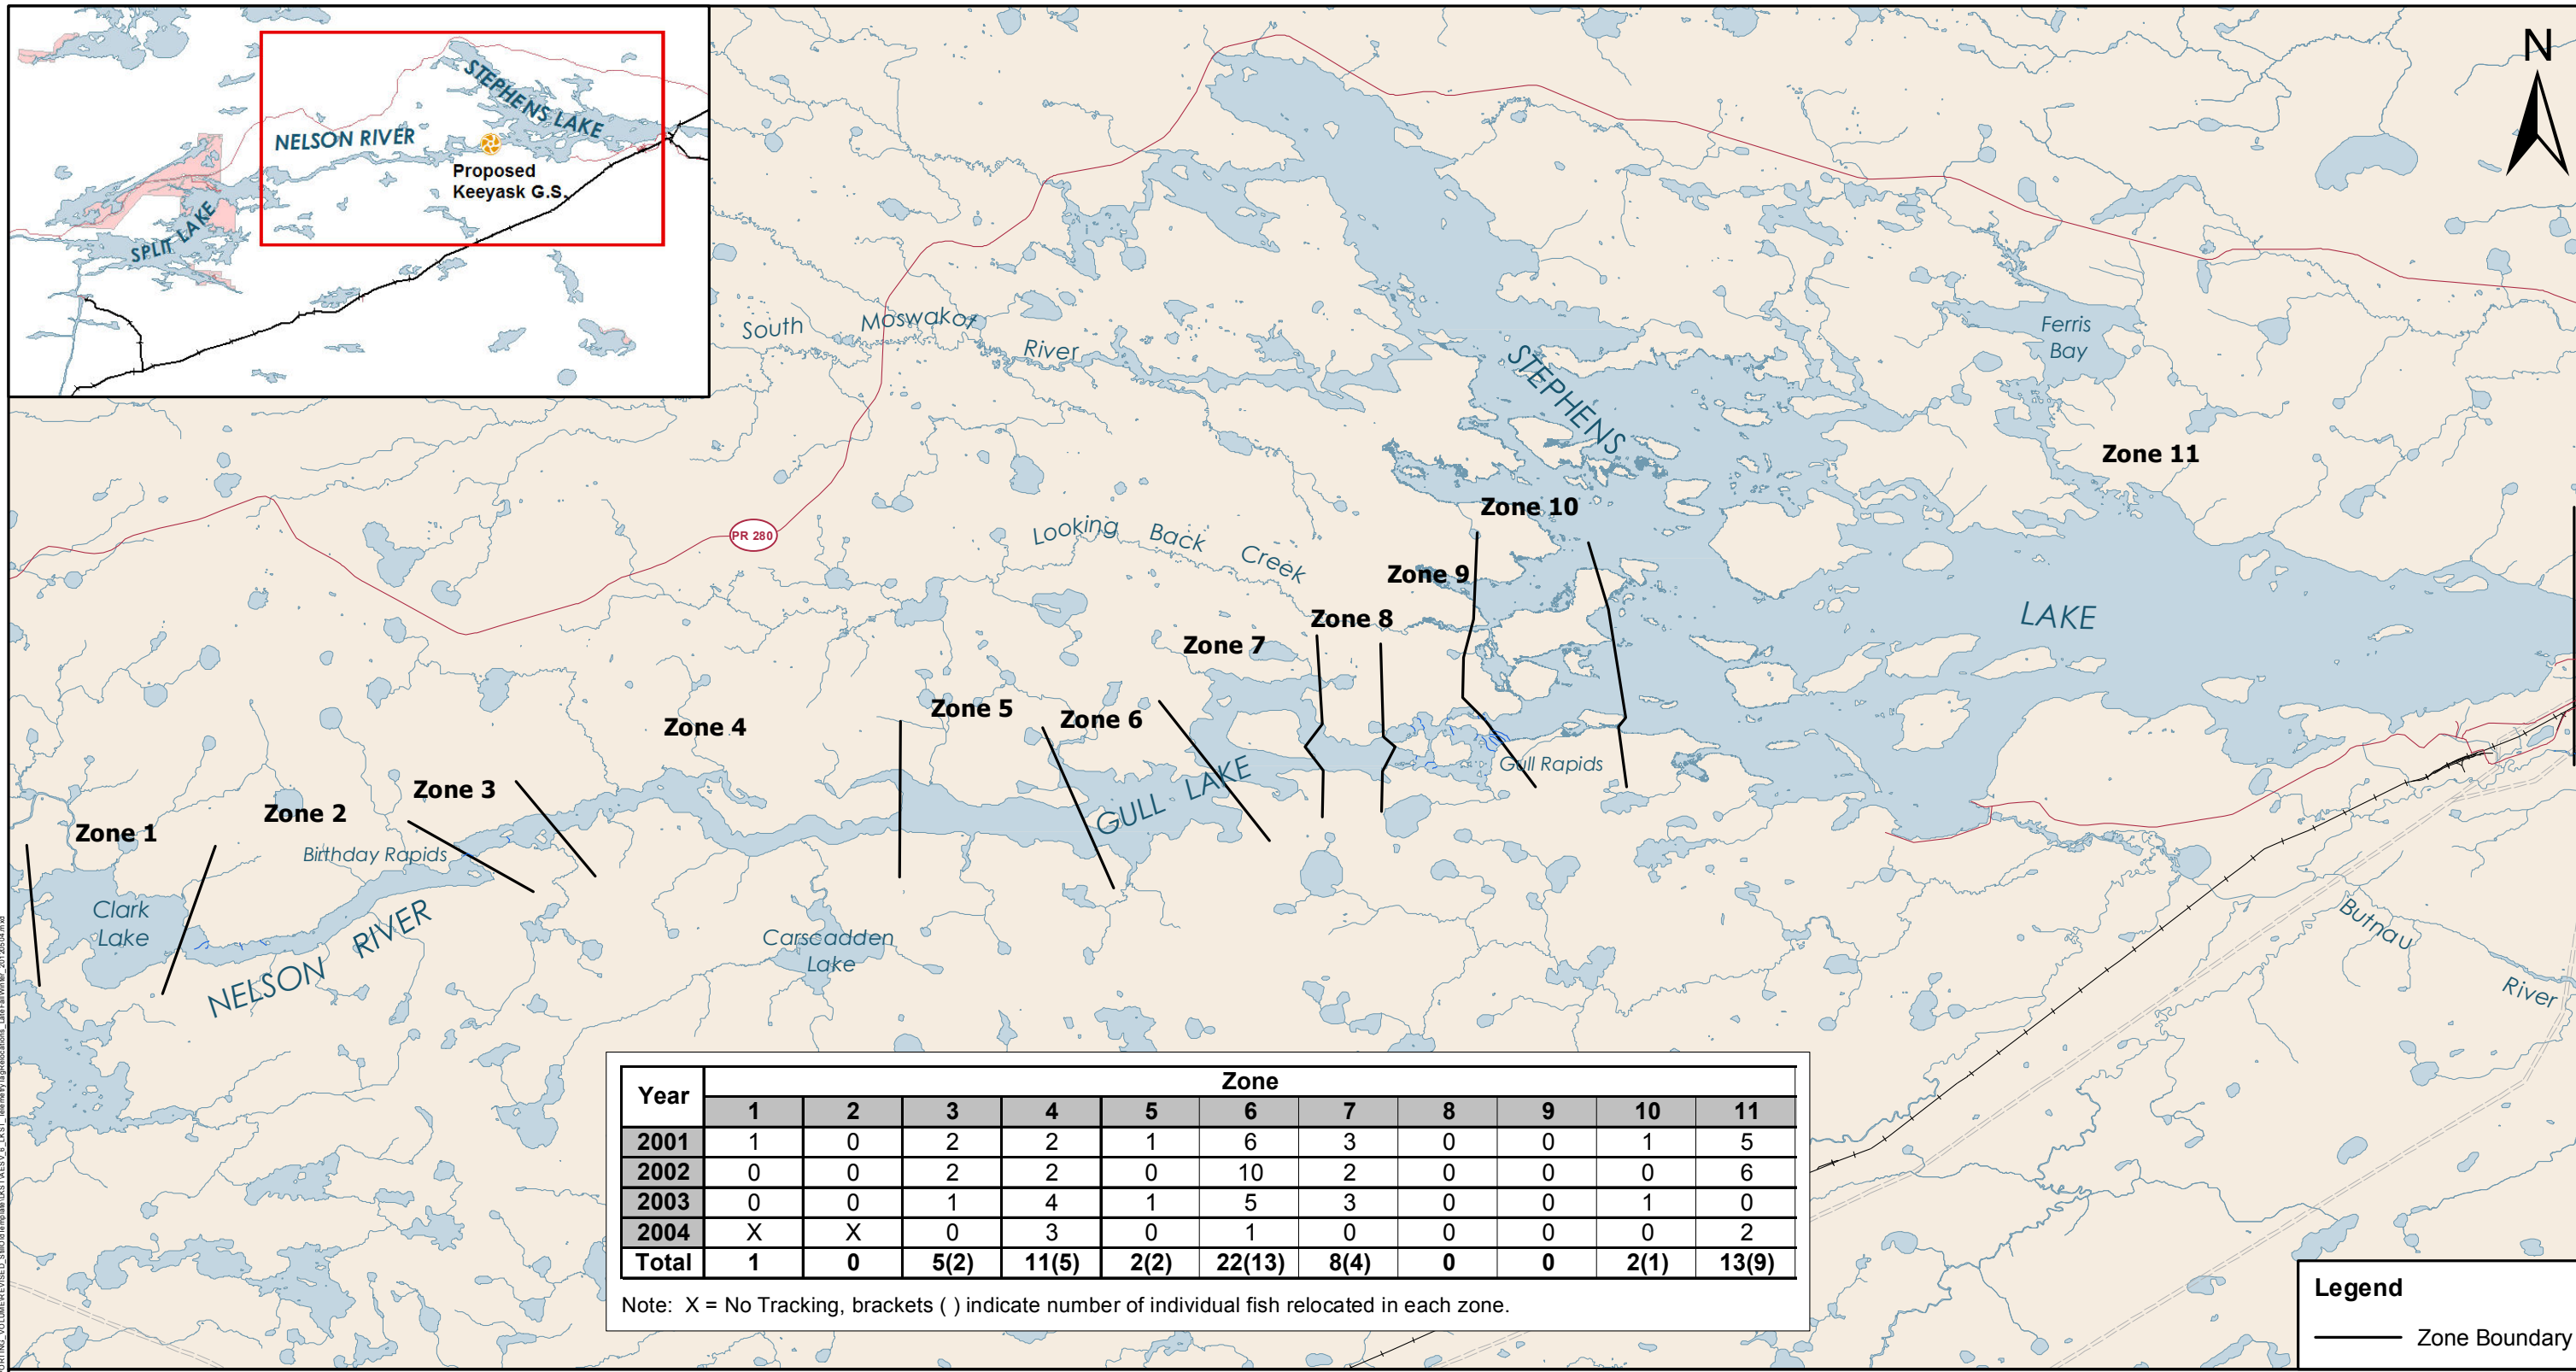 STEPHENS LAKE
NELSON RIVER
Proposed
Keeyask G.S.
SPLIT LAKE
N
South Moswakot River
STEPHENS LAKE
Ferris
Bay
Zone 11
Zone 10
PR 280
Looking Back Creek
Zone 9
Zone 8
Zone 7
Zone 6
Zone 5
Zone 4
Zone 3
Zone 2
Zone 1
Gull Rapids
GULL LAKE
Birthday Rapids
Clark
Lake
NELSON RIVER
Carscadden
Lake
Butnau River
Year Zone
1 2 3 4 5 6 7 8 9 10 11
2001 1 0 2 2 1 6 3 0 0 1 5
2002 0 0 2 2 0 10 2 0 0 0 6
2003 0 0 1 4 1 5 3 0 0 1 0
2004 X X 0 3 0 1 0 0 0 0 2
Total 1 0 5(2) 11(5) 2(2) 22(13) 8(4) 0 0 2(1) 13(9)
Note: X = No Tracking, brackets ( ) indicate number of individual fish relocated in each zone.
Legend
Zone Boundary